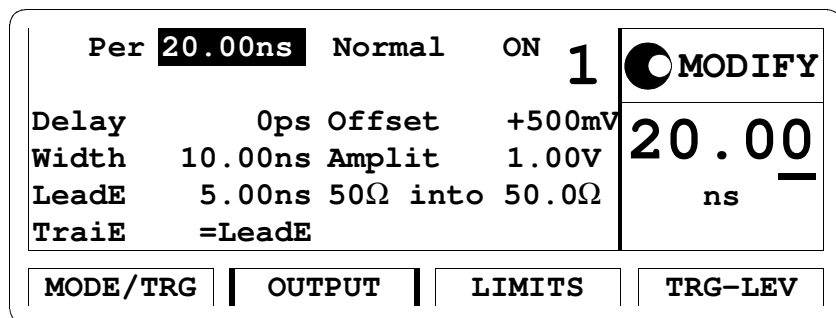 Per 20.00ns Normal ON 1
MODIFY
Delay 0ps Offset +500mV
Width 10.00ns Amplit 1.00V
LeadE 5.00ns 50Ω into 50.0Ω
TraiE =LeadE
20.00
ns
MODE/TRG OUTPUT LIMITS TRG-LEV